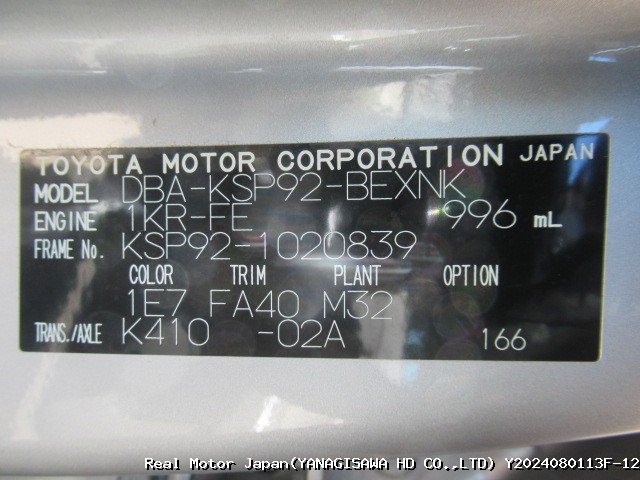 TOYOTA MOTOR CORPORATION JAPAN
MODEL DBA-KSP92-BEXNK
ENGINE 1KR-FE 996 mL
FRAME No. KSP92-1020839
COLOR TRIM PLANT OPTION
1E7 FA40 M32
TRANS./AXLE K410 -02A 166
Real Motor Japan(YANAGISAWA HD CO.,LTD) Y2024080113F-12